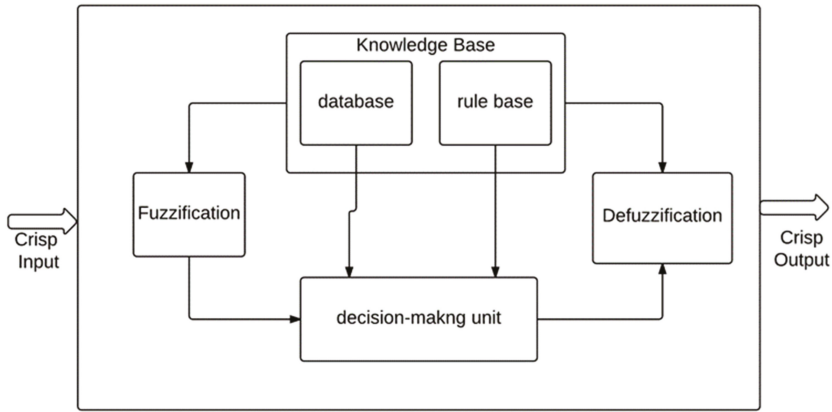 Knowledge Base
database
rule base
Fuzzification
Defuzzification
Crisp
Input
Crisp
Output
decision-makng unit